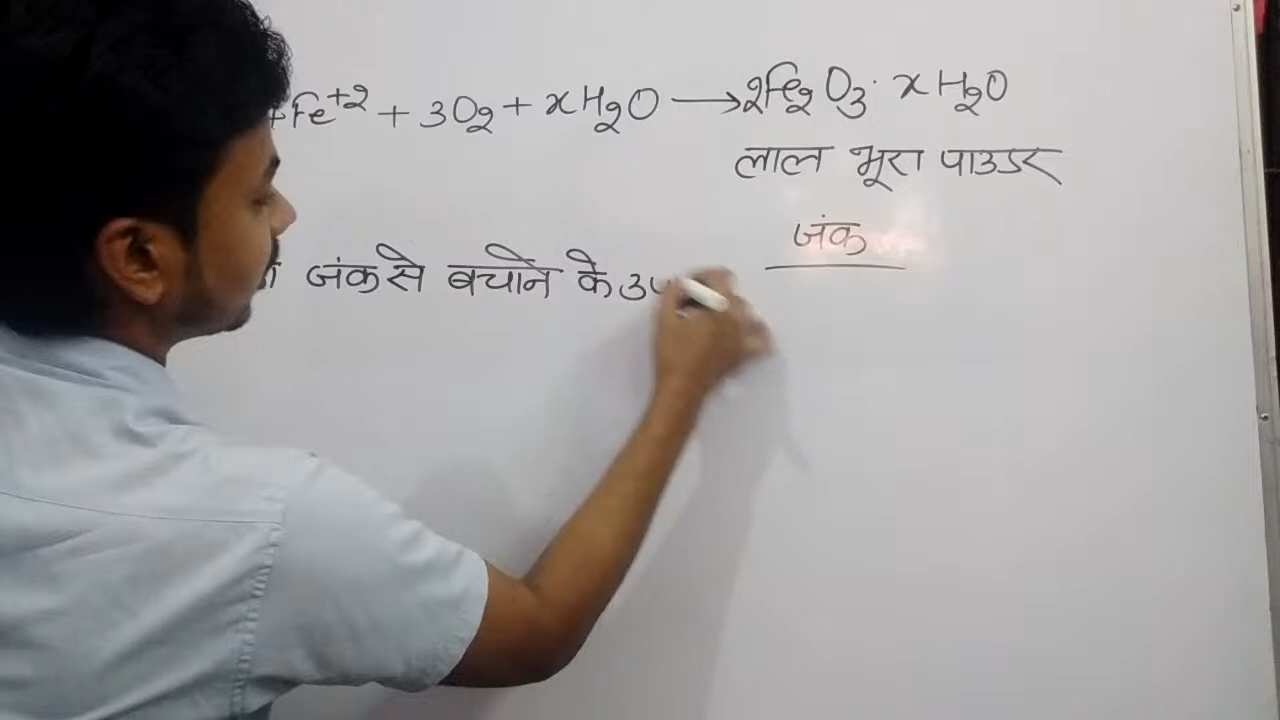 Fe⁺² + 3O₂ + xH₂O → 2Fe₂O₃. xH₂O
लाल भूरा पाउडर
जंक
जंक से बचाने के